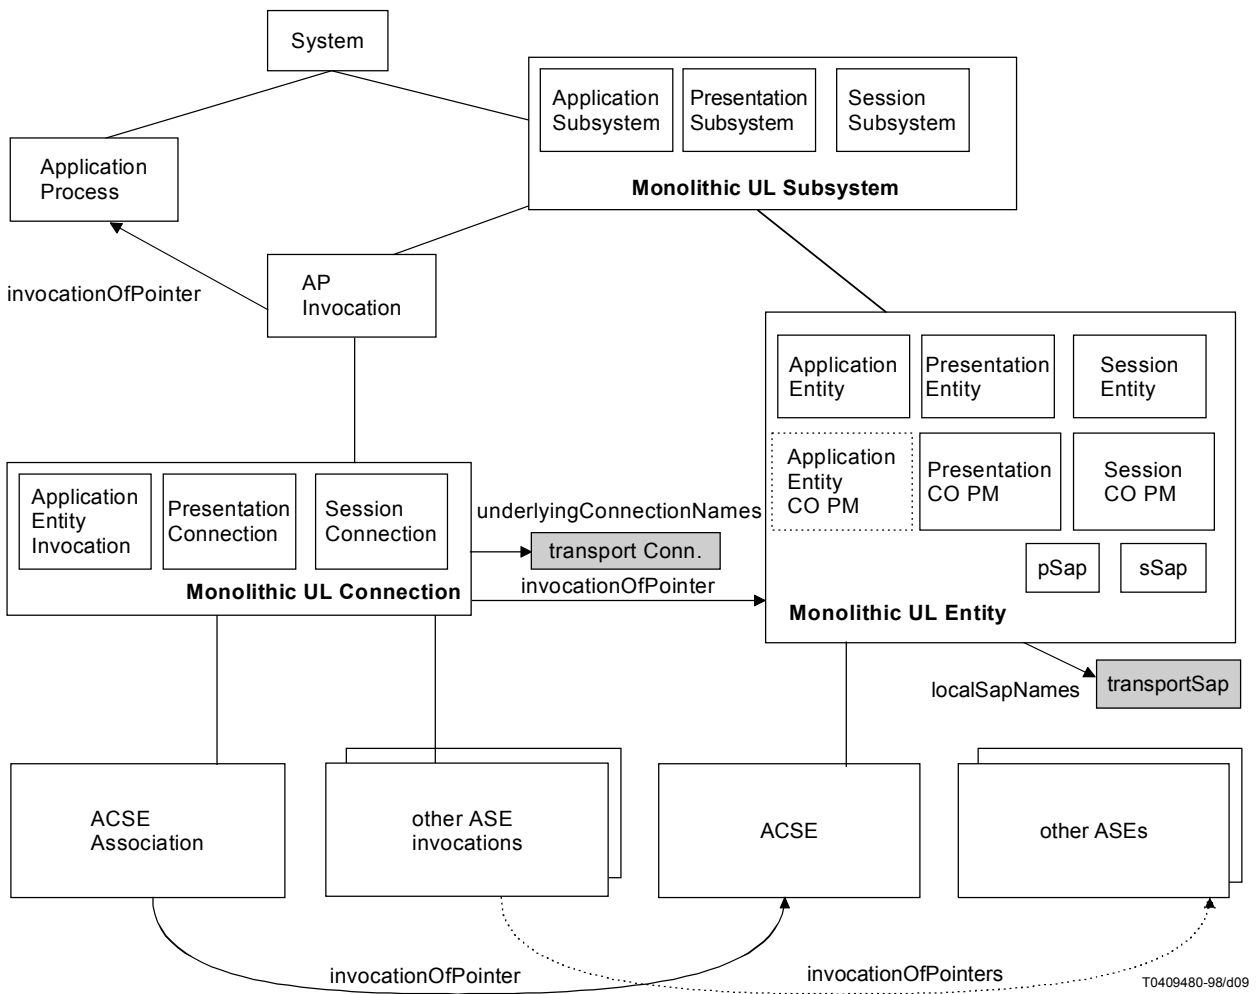 System
Application
Subsystem
Presentation
Subsystem
Session
Subsystem
Monolithic UL Subsystem
Application
Process
invocationOfPointer
AP
Invocation
Application
Entity
Presentation
Entity
Session
Entity
Application
Entity
CO PM
Presentation
CO PM
Session
CO PM
pSap
sSap
Monolithic UL Entity
Application
Entity
Invocation
Presentation
Connection
Session
Connection
Monolithic UL Connection
underlyingConnectionNames
transport Conn.
invocationOfPointer
localSapNames
transportSap
ACSE
Association
other ASE
invocations
ACSE
other ASEs
invocationOfPointer
invocationOfPointers
T0409480-98/d09